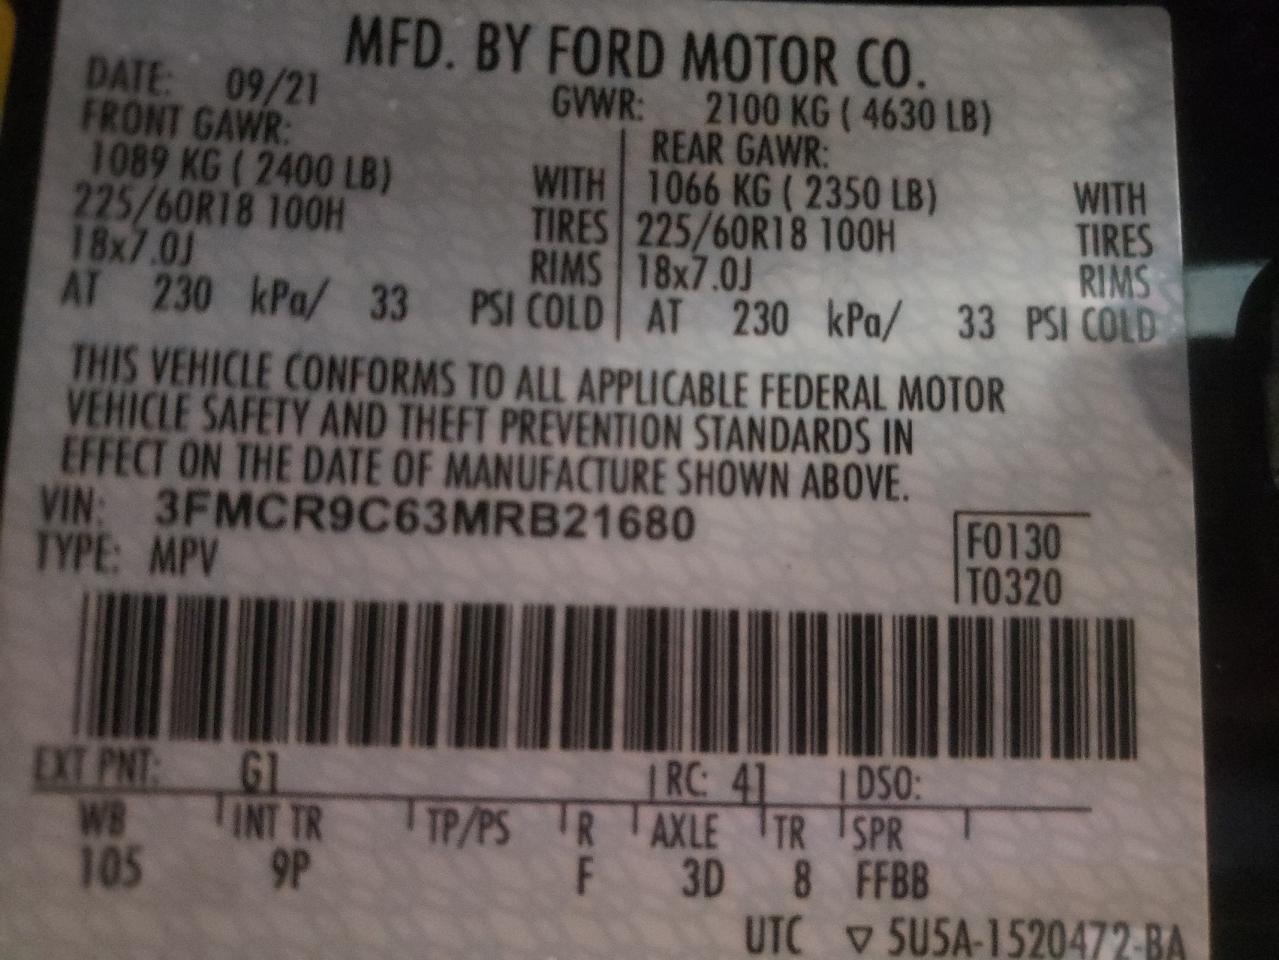 MFD. BY FORD MOTOR CO.
DATE: 09/21 GVWR: 2100 KG ( 4630 LB)
FRONT GAWR: REAR GAWR:
1089 KG ( 2400 LB) WITH 1066 KG ( 2350 LB) WITH
225/60R18 100H TIRES 225/60R18 100H TIRES
18x7.0J RIMS 18x7.0J RIMS
AT 230 kPa/ 33 PSI COLD AT 230 kPa/ 33 PSI COLD
THIS VEHICLE CONFORMS TO ALL APPLICABLE FEDERAL MOTOR
VEHICLE SAFETY AND THEFT PREVENTION STANDARDS IN
EFFECT ON THE DATE OF MANUFACTURE SHOWN ABOVE.
VIN: 3FMCR9C63MRB21680
F0130
TYPE: MPV
T0320
EXT PNT: G1 RC: 41 DSO:
WB INT TR TP/PS R AXLE TR SPR
105 9P F 3D 8 FFBB
UTC ▽ 5U5A-1520472-BA